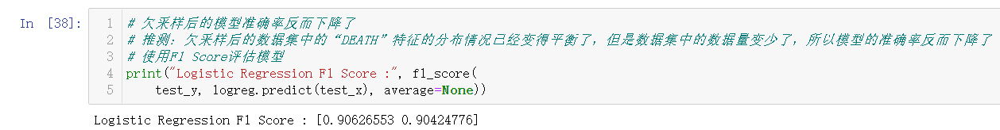 In [38]:
1 # 欠采样后的模型准确率反而下降了
2 # 推测：欠采样后的数据集中的“DEATH”特征的分布情况已经变得平衡了，但是数据集中的数据量变少了，所以模型的准确率反而下降了
3 # 使用F1 Score评估模型
4 print("Logistic Regression F1 Score :", f1_score(
5     test_y, logreg.predict(test_x), average=None))
Logistic Regression F1 Score : [0.90626553 0.90424776]